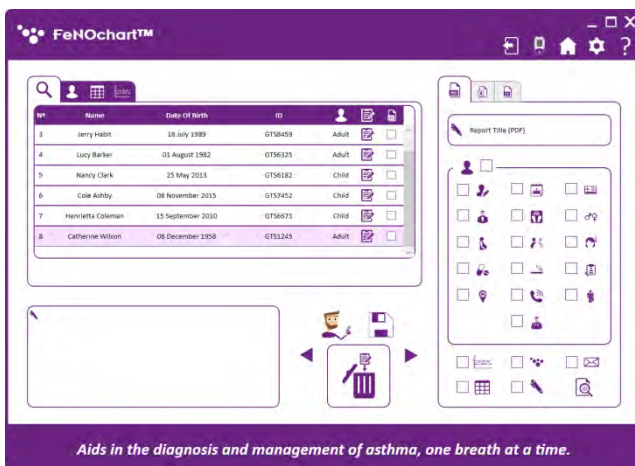 FeNOchart™
Nº Name Date Of Birth ID
3 Jerry Habit 18 July 1989 GTS8459 Adult
4 Lucy Barker 01 August 1982 GTS6325 Adult
5 Nancy Clark 25 May 2013 GTS6182 Child
6 Cole Ashby 08 November 2015 GTS7452 Child
7 Henrietta Coleman 15 September 2010 GTS6673 Child
8 Catherine Wilson 08 December 1958 GTS1245 Adult
Report Title (PDF)
Aids in the diagnosis and management of asthma, one breath at a time.